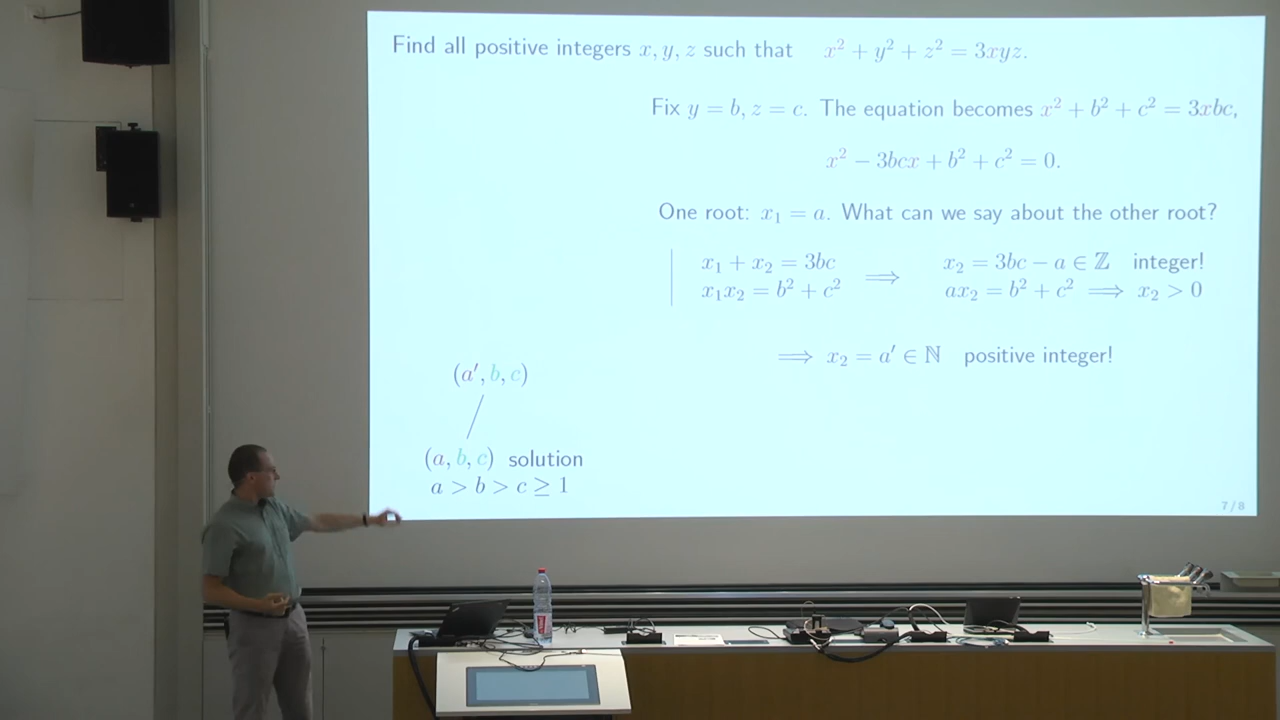 Find all positive integers x, y, z such that x² + y² + z² = 3xyz.
Fix y = b, z = c. The equation becomes x² + b² + c² = 3xbc,
x² − 3bcx + b² + c² = 0.
One root: x₁ = a. What can we say about the other root?
x₁ + x₂ = 3bc ⟹ x₂ = 3bc − a ∈ ℤ integer!
x₁x₂ = b² + c² ax₂ = b² + c² ⟹ x₂ > 0
⟹ x₂ = a′ ∈ ℕ positive integer!
(a′, b, c)
(a, b, c) solution
a > b > c ≥ 1
7/8